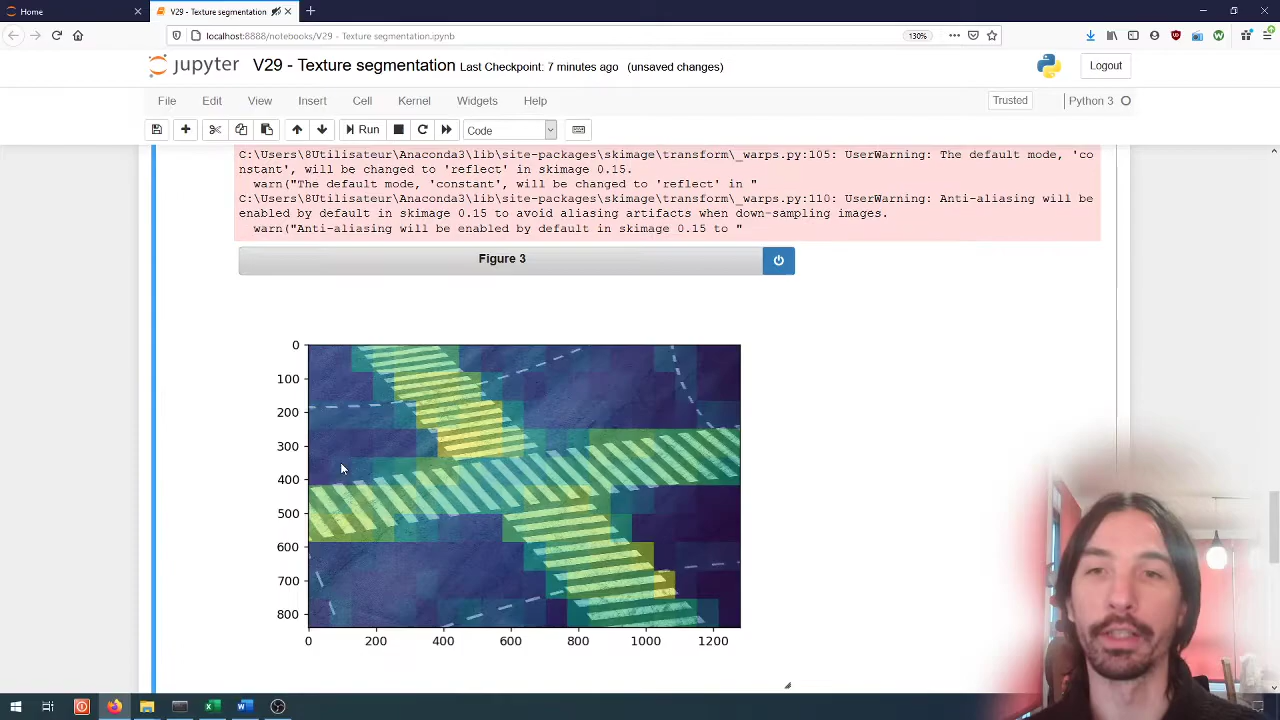 Home
V29 - Texture segmentation
localhost:8888/notebooks/V29 - Texture segmentation.ipynb
130%
jupyter V29 - Texture segmentation Last Checkpoint: 7 minutes ago (unsaved changes)
Logout
File Edit View Insert Cell Kernel Widgets Help
Trusted
Python 3
Run
Code
C:\Users\8Utilisateur\Anaconda3\lib\site-packages\skimage\transform\_warps.py:105: UserWarning: The default mode, 'co
nstant', will be changed to 'reflect' in skimage 0.15.
warn("The default mode, 'constant', will be changed to 'reflect' in "
C:\Users\8Utilisateur\Anaconda3\lib\site-packages\skimage\transform\_warps.py:110: UserWarning: Anti-aliasing will be
enabled by default in skimage 0.15 to avoid aliasing artifacts when down-sampling images.
warn("Anti-aliasing will be enabled by default in skimage 0.15 to "
Figure 3
0
100
200
300
400
500
600
700
800
0 200 400 600 800 1000 1200